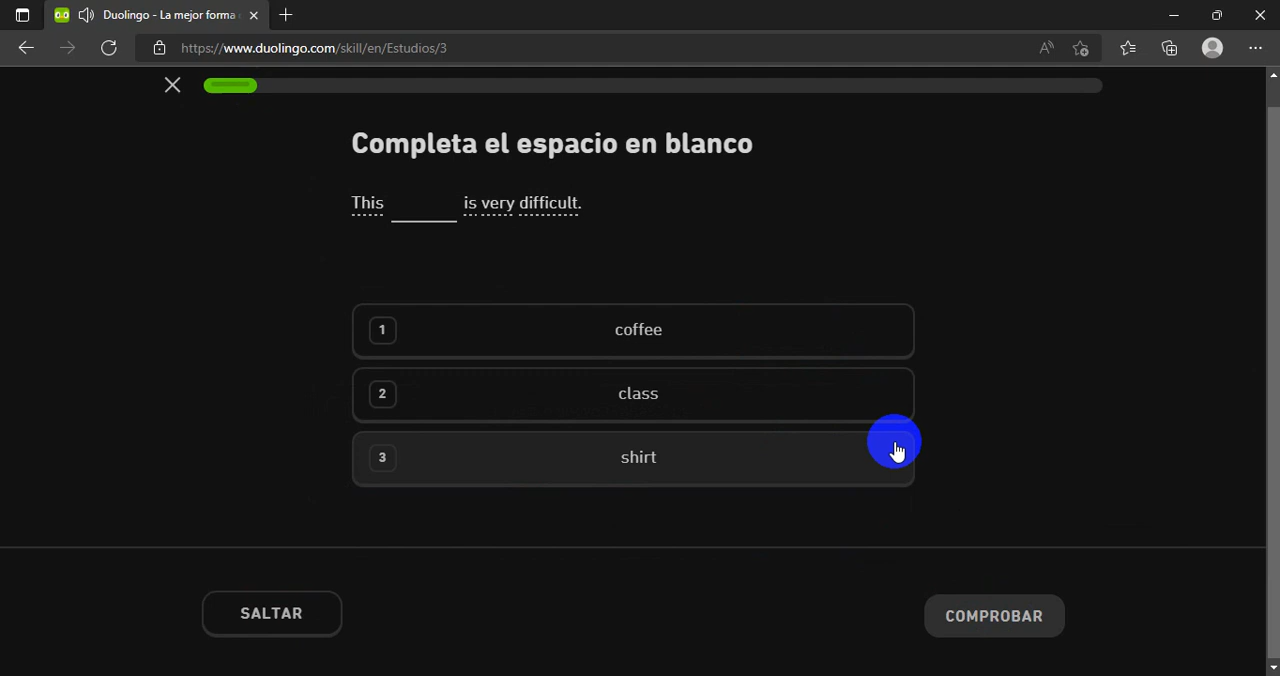 Duolingo - La mejor forma
https://www.duolingo.com/skill/en/Estudios/3
Completa el espacio en blanco
This ______ is very difficult.
1 coffee
2 class
3 shirt
SALTAR
COMPROBAR